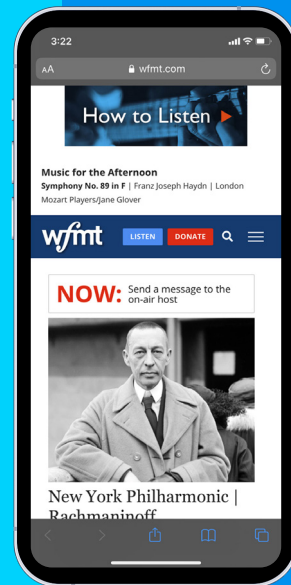 3:22
AA wfmt.com
How to Listen
Music for the Afternoon
Symphony No. 89 in F | Franz Joseph Haydn | London
Mozart Players/Jane Glover
wfmt LISTEN DONATE
NOW: Send a message to the
on-air host
New York Philharmonic |
Rachmaninoff